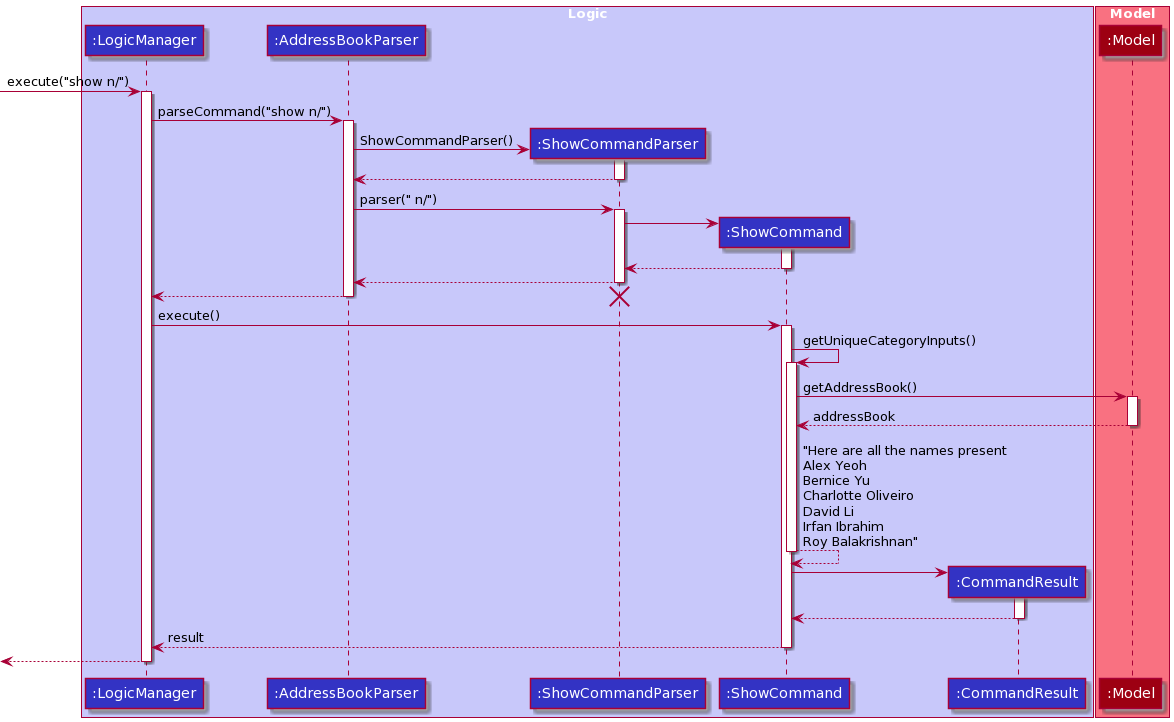 Logic
Model
:LogicManager
:AddressBookParser
:Model
execute("show n/")
parseCommand("show n/")
ShowCommandParser()
:ShowCommandParser
parser(" n/")
:ShowCommand
execute()
getUniqueCategoryInputs()
getAddressBook()
addressBook
"Here are all the names present
Alex Yeoh
Bernice Yu
Charlotte Oliveiro
David Li
Irfan Ibrahim
Roy Balakrishnan"
:CommandResult
result
:LogicManager
:AddressBookParser
:ShowCommandParser
:ShowCommand
:CommandResult
:Model